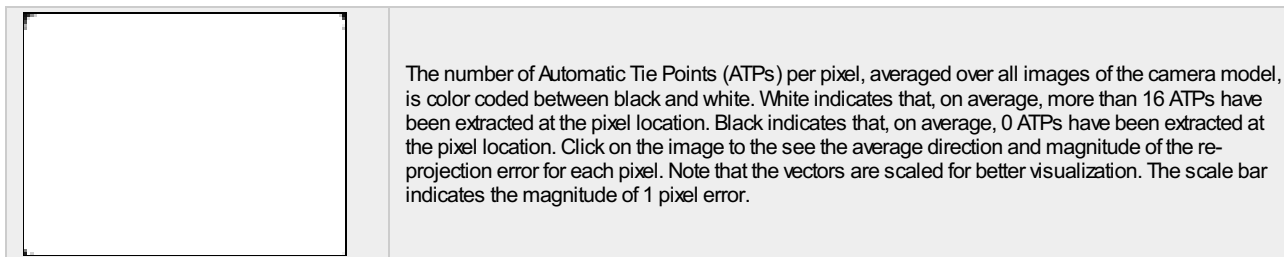 The number of Automatic Tie Points (ATPs) per pixel, averaged over all images of the camera model,
is color coded between black and white. White indicates that, on average, more than 16 ATPs have
been extracted at the pixel location. Black indicates that, on average, 0 ATPs have been extracted at
the pixel location. Click on the image to the see the average direction and magnitude of the re-
projection error for each pixel. Note that the vectors are scaled for better visualization. The scale bar
indicates the magnitude of 1 pixel error.